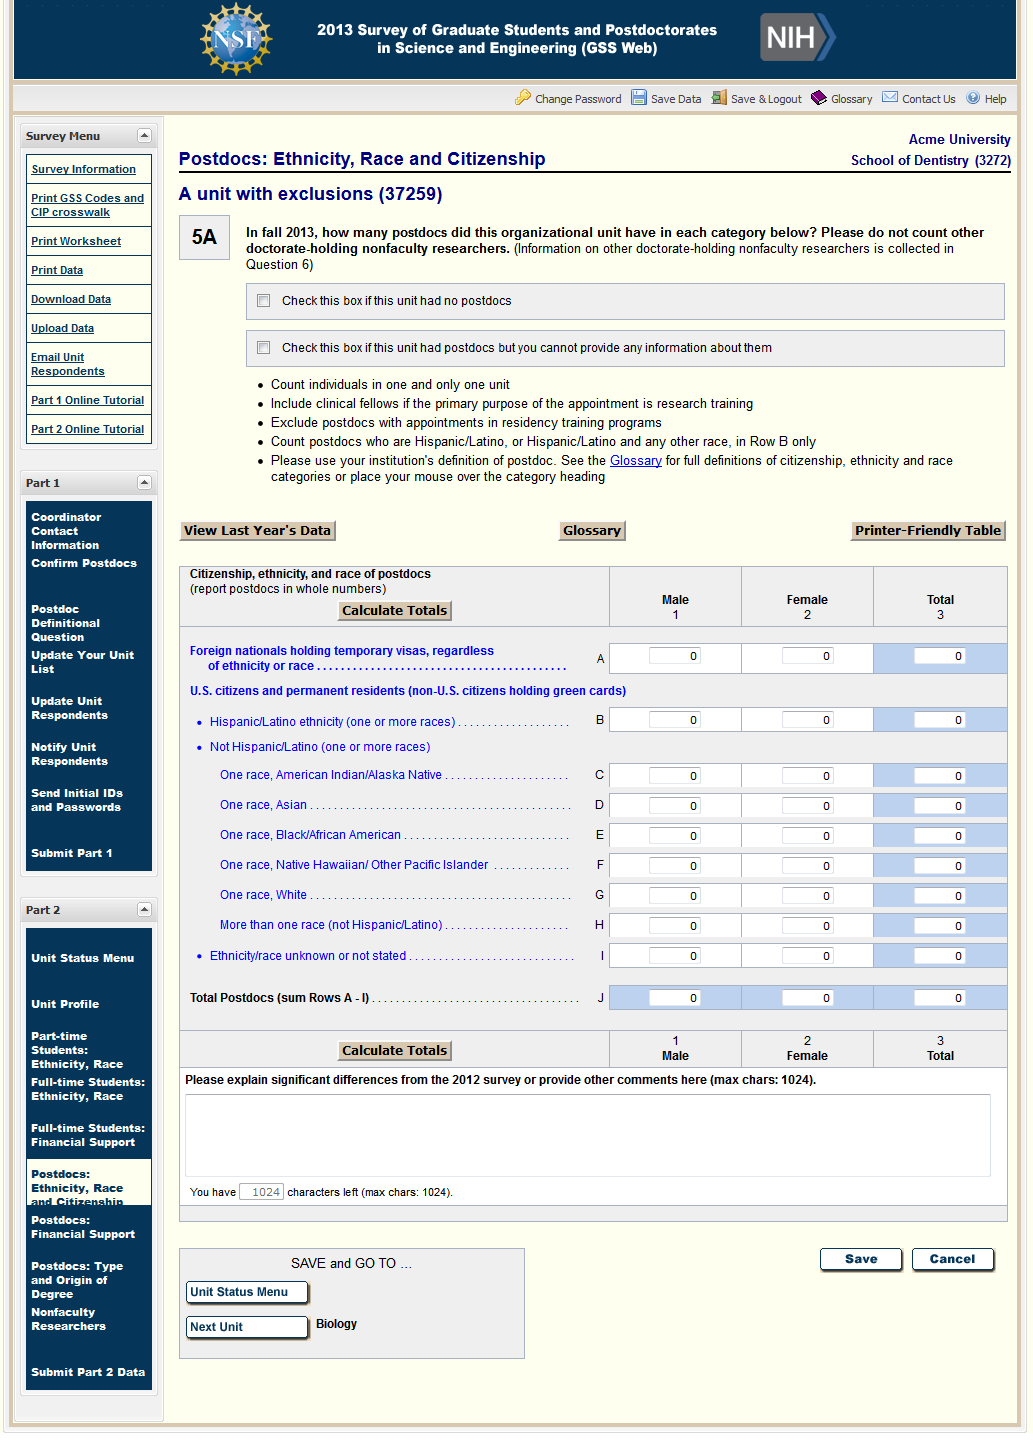 NSF
2013 Survey of Graduate Students and Postdoctorates
in Science and Engineering (GSS Web)
NIH
Change Password Save Data Save & Logout Glossary Contact Us Help
Survey Menu
Survey Information
Print GSS Codes and
CIP crosswalk
Print Worksheet
Print Data
Download Data
Upload Data
Email Unit
Respondents
Part 1 Online Tutorial
Part 2 Online Tutorial
Part 1
Coordinator
Contact
Information
Confirm Postdocs
Postdoc
Definitional
Question
Update Your Unit
List
Update Unit
Respondents
Notify Unit
Respondents
Send Initial IDs
and Passwords
Submit Part 1
Part 2
Unit Status Menu
Unit Profile
Part-time
Students:
Ethnicity, Race
Full-time Students:
Ethnicity, Race
Full-time Students:
Financial Support
Postdocs:
Ethnicity, Race
and Citizenship
Postdocs:
Financial Support
Postdocs: Type
and Origin of
Degree
Nonfaculty
Researchers
Submit Part 2 Data
Acme University
Postdocs: Ethnicity, Race and Citizenship School of Dentistry (3272)
A unit with exclusions (37259)
5A
In fall 2013, how many postdocs did this organizational unit have in each category below? Please do not count other
doctorate-holding nonfaculty researchers. (Information on other doctorate-holding nonfaculty researchers is collected in
Question 6)
Check this box if this unit had no postdocs
Check this box if this unit had postdocs but you cannot provide any information about them
• Count individuals in one and only one unit
• Include clinical fellows if the primary purpose of the appointment is research training
• Exclude postdocs with appointments in residency training programs
• Count postdocs who are Hispanic/Latino, or Hispanic/Latino and any other race, in Row B only
• Please use your institution's definition of postdoc. See the Glossary for full definitions of citizenship, ethnicity and race
categories or place your mouse over the category heading
View Last Year's Data Glossary Printer-Friendly Table
Citizenship, ethnicity, and race of postdocs
(report postdocs in whole numbers)
Calculate Totals
Male Female Total
1 2 3
Foreign nationals holding temporary visas, regardless
of ethnicity or race . . . . . . . . . . . . . . . . . . . . . . . . . . . . . . . . . . . . . . . . . A 0 0 0
U.S. citizens and permanent residents (non-U.S. citizens holding green cards)
• Hispanic/Latino ethnicity (one or more races) . . . . . . . . . . . . . . . . . . . B 0 0 0
• Not Hispanic/Latino (one or more races)
One race, American Indian/Alaska Native . . . . . . . . . . . . . . . . . . . . . C 0 0 0
One race, Asian . . . . . . . . . . . . . . . . . . . . . . . . . . . . . . . . . . . . . . . . . . . D 0 0 0
One race, Black/African American . . . . . . . . . . . . . . . . . . . . . . . . . . . . E 0 0 0
One race, Native Hawaiian/ Other Pacific Islander . . . . . . . . . . . . . F 0 0 0
One race, White . . . . . . . . . . . . . . . . . . . . . . . . . . . . . . . . . . . . . . . . . . . G 0 0 0
More than one race (not Hispanic/Latino) . . . . . . . . . . . . . . . . . . . . . H 0 0 0
• Ethnicity/race unknown or not stated . . . . . . . . . . . . . . . . . . . . . . . . . . . I 0 0 0
Total Postdocs (sum Rows A - I) . . . . . . . . . . . . . . . . . . . . . . . . . . . . . . . . . . J 0 0 0
Calculate Totals
1 2 3
Male Female Total
Please explain significant differences from the 2012 survey or provide other comments here (max chars: 1024).
You have 1024 characters left (max chars: 1024).
SAVE and GO TO ...
Unit Status Menu
Next Unit Biology
Save Cancel